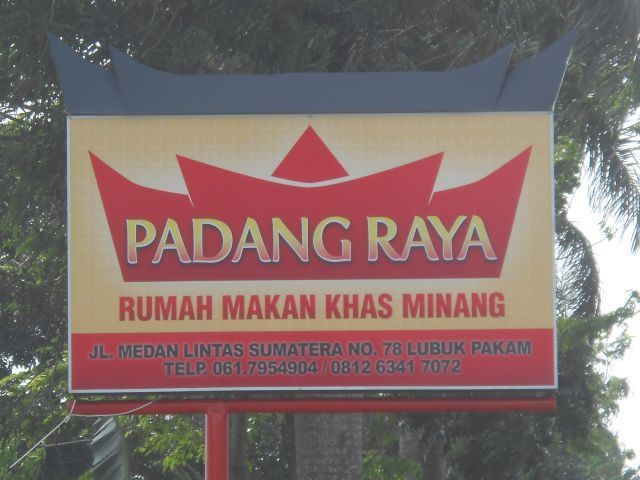 PADANG RAYA
RUMAH MAKAN KHAS MINANG
JL. MEDAN LINTAS SUMATERA NO. 78 LUBUK PAKAM
TELP. 061.7954904 / 0812 6341 7072